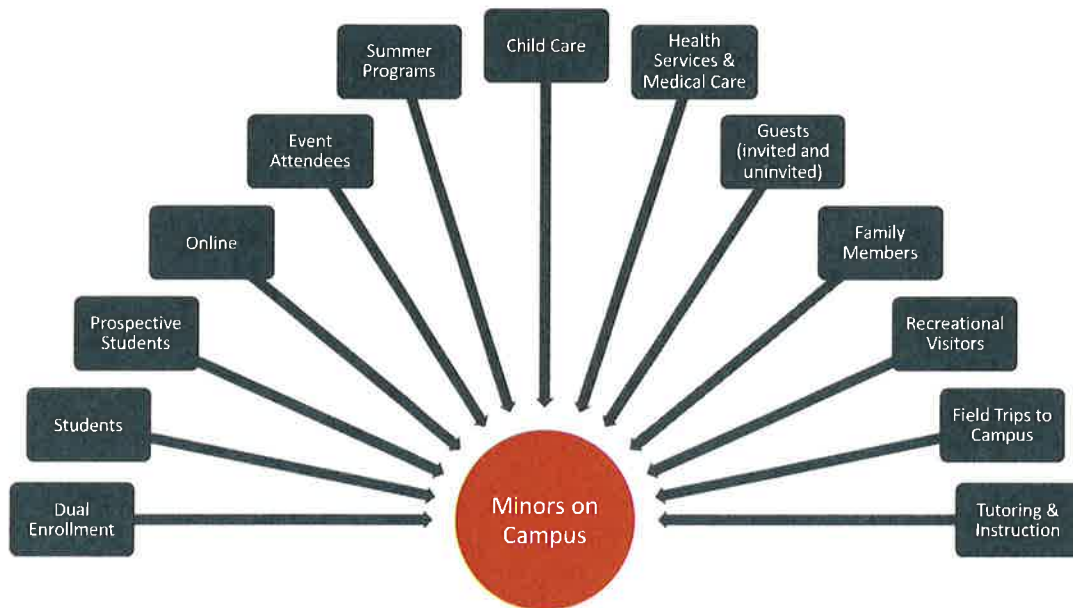 Child Care
Summer
Programs
Health
Services &
Medical Care
Event
Attendees
Guests
(invited and
uninvited)
Online
Family
Members
Prospective
Students
Recreational
Visitors
Students
Field Trips to
Campus
Dual
Enrollment
Minors on
Campus
Tutoring &
Instruction